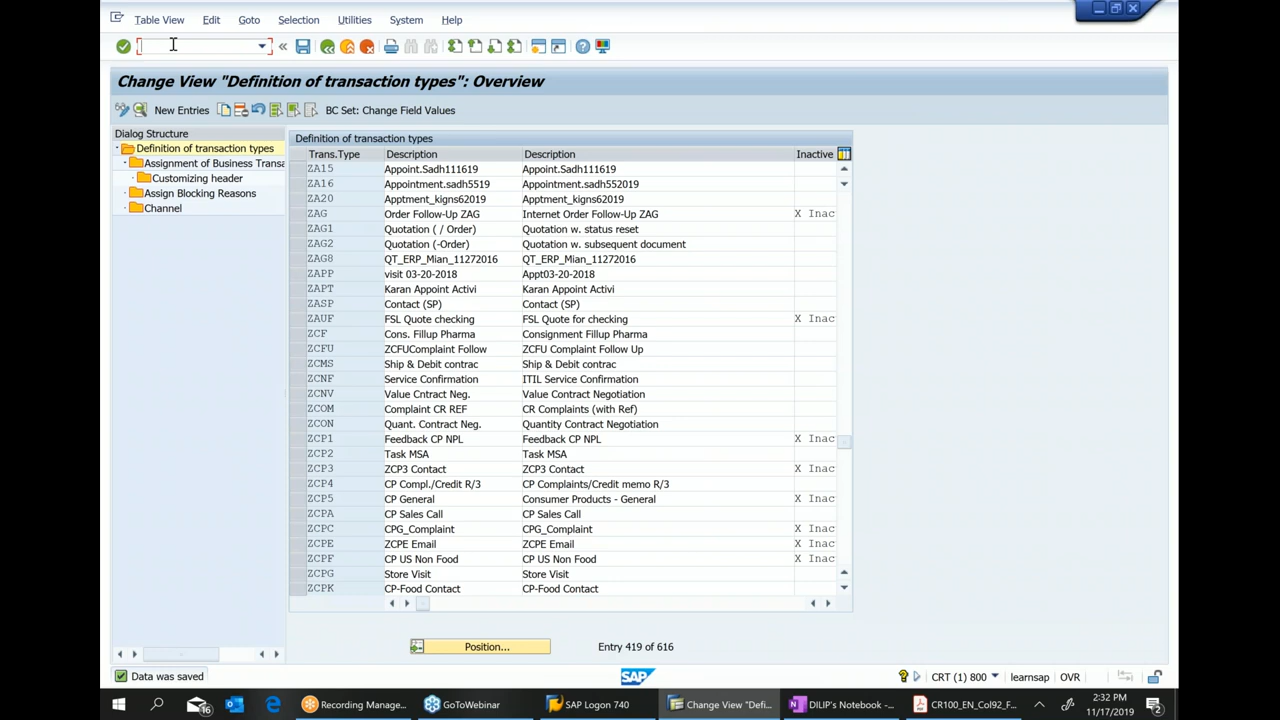 Table View Edit Goto Selection Utilities System Help
Change View "Definition of transaction types": Overview
New Entries BC Set: Change Field Values
Dialog Structure
Definition of transaction types
Assignment of Business Transa
Customizing header
Assign Blocking Reasons
Channel
Definition of transaction types
Trans.Type Description Description Inactive
ZA15 Appoint.Sadh111619 Appoint.Sadh111619
ZA16 Appointment.sadh5519 Appointment.sadh552019
ZA20 Apptment_kigns62019 Apptment_kigns62019
ZAG Order Follow-Up ZAG Internet Order Follow-Up ZAG X Inac
ZAG1 Quotation ( / Order) Quotation w. status reset
ZAG2 Quotation (-Order) Quotation w. subsequent document
ZAG8 QT_ERP_Mian_11272016 QT_ERP_Mian_11272016
ZAPP visit 03-20-2018 Appt03-20-2018
ZAPT Karan Appoint Activi Karan Appoint Activi
ZASP Contact (SP) Contact (SP)
ZAUF FSL Quote checking FSL Quote for checking X Inac
ZCF Cons. Fillup Pharma Consignment Fillup Pharma
ZCFU ZCFUComplaint Follow ZCFU Complaint Follow Up
ZCMS Ship & Debit contrac Ship & Debit contrac
ZCNF Service Confirmation ITIL Service Confirmation
ZCNV Value Cntract Neg. Value Contract Negotiation
ZCOM Complaint CR REF CR Complaints (with Ref)
ZCON Quant. Contract Neg. Quantity Contract Negotiation
ZCP1 Feedback CP NPL Feedback CP NPL X Inac
ZCP2 Task MSA Task MSA
ZCP3 ZCP3 Contact ZCP3 Contact X Inac
ZCP4 CP Compl./Credit R/3 CP Complaints/Credit memo R/3
ZCP5 CP General Consumer Products - General X Inac
ZCPA CP Sales Call CP Sales Call
ZCPC CPG_Complaint CPG_Complaint X Inac
ZCPE ZCPE Email ZCPE Email X Inac
ZCPF CP US Non Food CP US Non Food X Inac
ZCPG Store Visit Store Visit
ZCPK CP-Food Contact CP-Food Contact
Position... Entry 419 of 616
Data was saved SAP CRT (1) 800 learnsap OVR
Recording Manage... GoToWebinar SAP Logon 740 Change View "Defi... DILIP's Notebook -... CR100_EN_Col92_F... 2:32 PM
11/17/2019